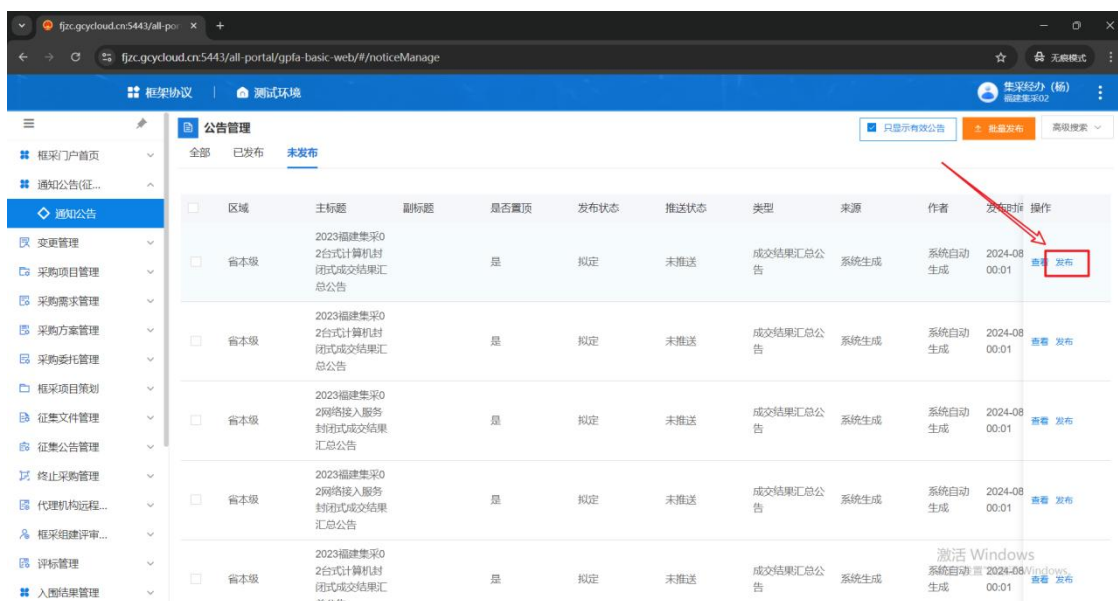 fjzc.gcycloud.cn:5443/all-por
fjzc.gcycloud.cn:5443/all-portal/gpfa-basic-web/#/noticeManage
无痕模式
框架协议
测试环境
集采经办（杨）
福建集采02
公告管理
只显示有效公告
批量发布
高级搜索
全部 已发布 未发布
框采门户首页
通知公告(征...
通知公告
变更管理
采购项目管理
采购需求管理
采购方案管理
采购委托管理
框采项目策划
征集文件管理
征集公告管理
终止采购管理
代理机构远程...
框采组建评审...
评标管理
入围结果管理
区域 主标题 副标题 是否置顶 发布状态 推送状态 类型 来源 作者 发布时间 操作
2023福建集采0
2台式计算机封
闭式成交结果汇
总公告
省本级 是 拟定 未推送 成交结果汇总公
告 系统生成 系统自动
生成 2024-08
00:01 查看 发布
2023福建集采0
2台式计算机封
闭式成交结果汇
总公告
省本级 是 拟定 未推送 成交结果汇总公
告 系统生成 系统自动
生成 2024-08
00:01 查看 发布
2023福建集采0
2网络接入服务
封闭式成交结果
汇总公告
省本级 是 拟定 未推送 成交结果汇总公
告 系统生成 系统自动
生成 2024-08
00:01 查看 发布
2023福建集采0
2网络接入服务
封闭式成交结果
汇总公告
省本级 是 拟定 未推送 成交结果汇总公
告 系统生成 系统自动
生成 2024-08
00:01 查看 发布
2023福建集采0
2台式计算机封
闭式成交结果汇
省本级 是 拟定 未推送 成交结果汇总公
告 系统生成 系统自动
生成 2024-08
00:01 查看 发布
激活 Windows